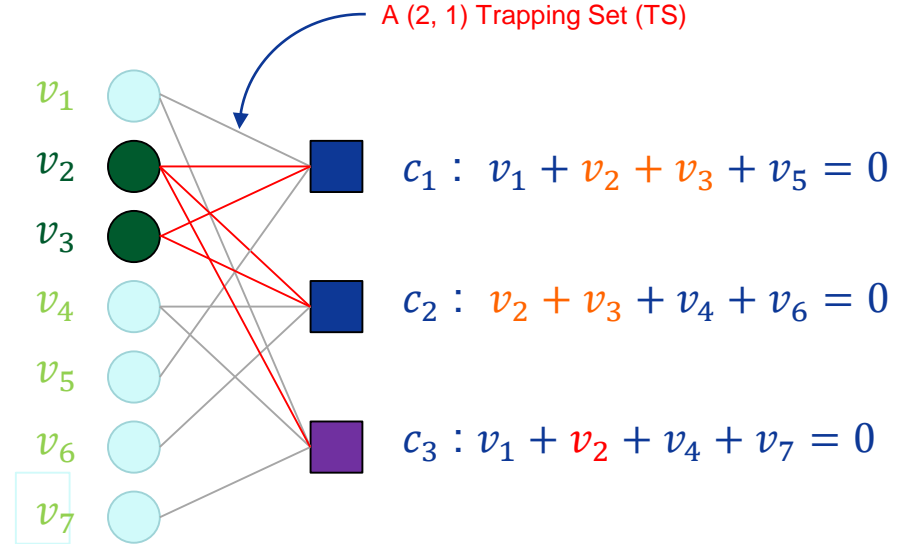 A (2, 1) Trapping Set (TS)
v₁
v₂
v₃
v₄
v₅
v₆
v₇
c₁ : v₁ + v₂ + v₃ + v₅ = 0
c₂ : v₂ + v₃ + v₄ + v₆ = 0
c₃ : v₁ + v₂ + v₄ + v₇ = 0